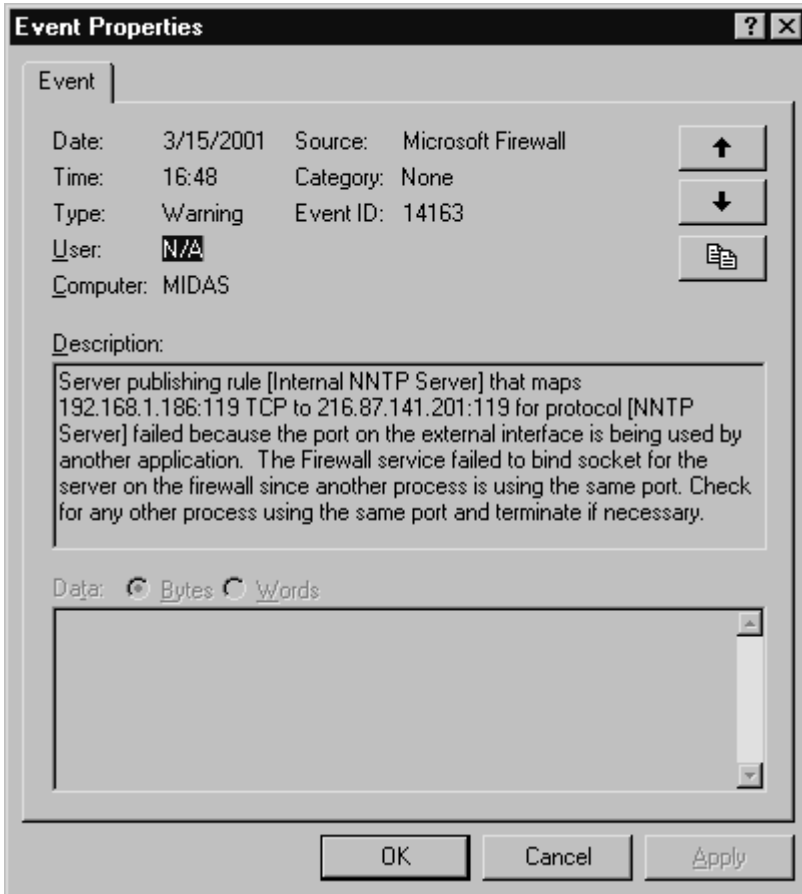 Event Properties
Event
Date: 3/15/2001 Source: Microsoft Firewall
Time: 16:48 Category: None
Type: Warning Event ID: 14163
User: N/A
Computer: MIDAS
Description:
Server publishing rule [Internal NNTP Server] that maps
192.168.1.186:119 TCP to 216.87.141.201:119 for protocol [NNTP
Server] failed because the port on the external interface is being used by
another application. The Firewall service failed to bind socket for the
server on the firewall since another process is using the same port. Check
for any other process using the same port and terminate if necessary.
Data: Bytes Words
OK Cancel Apply